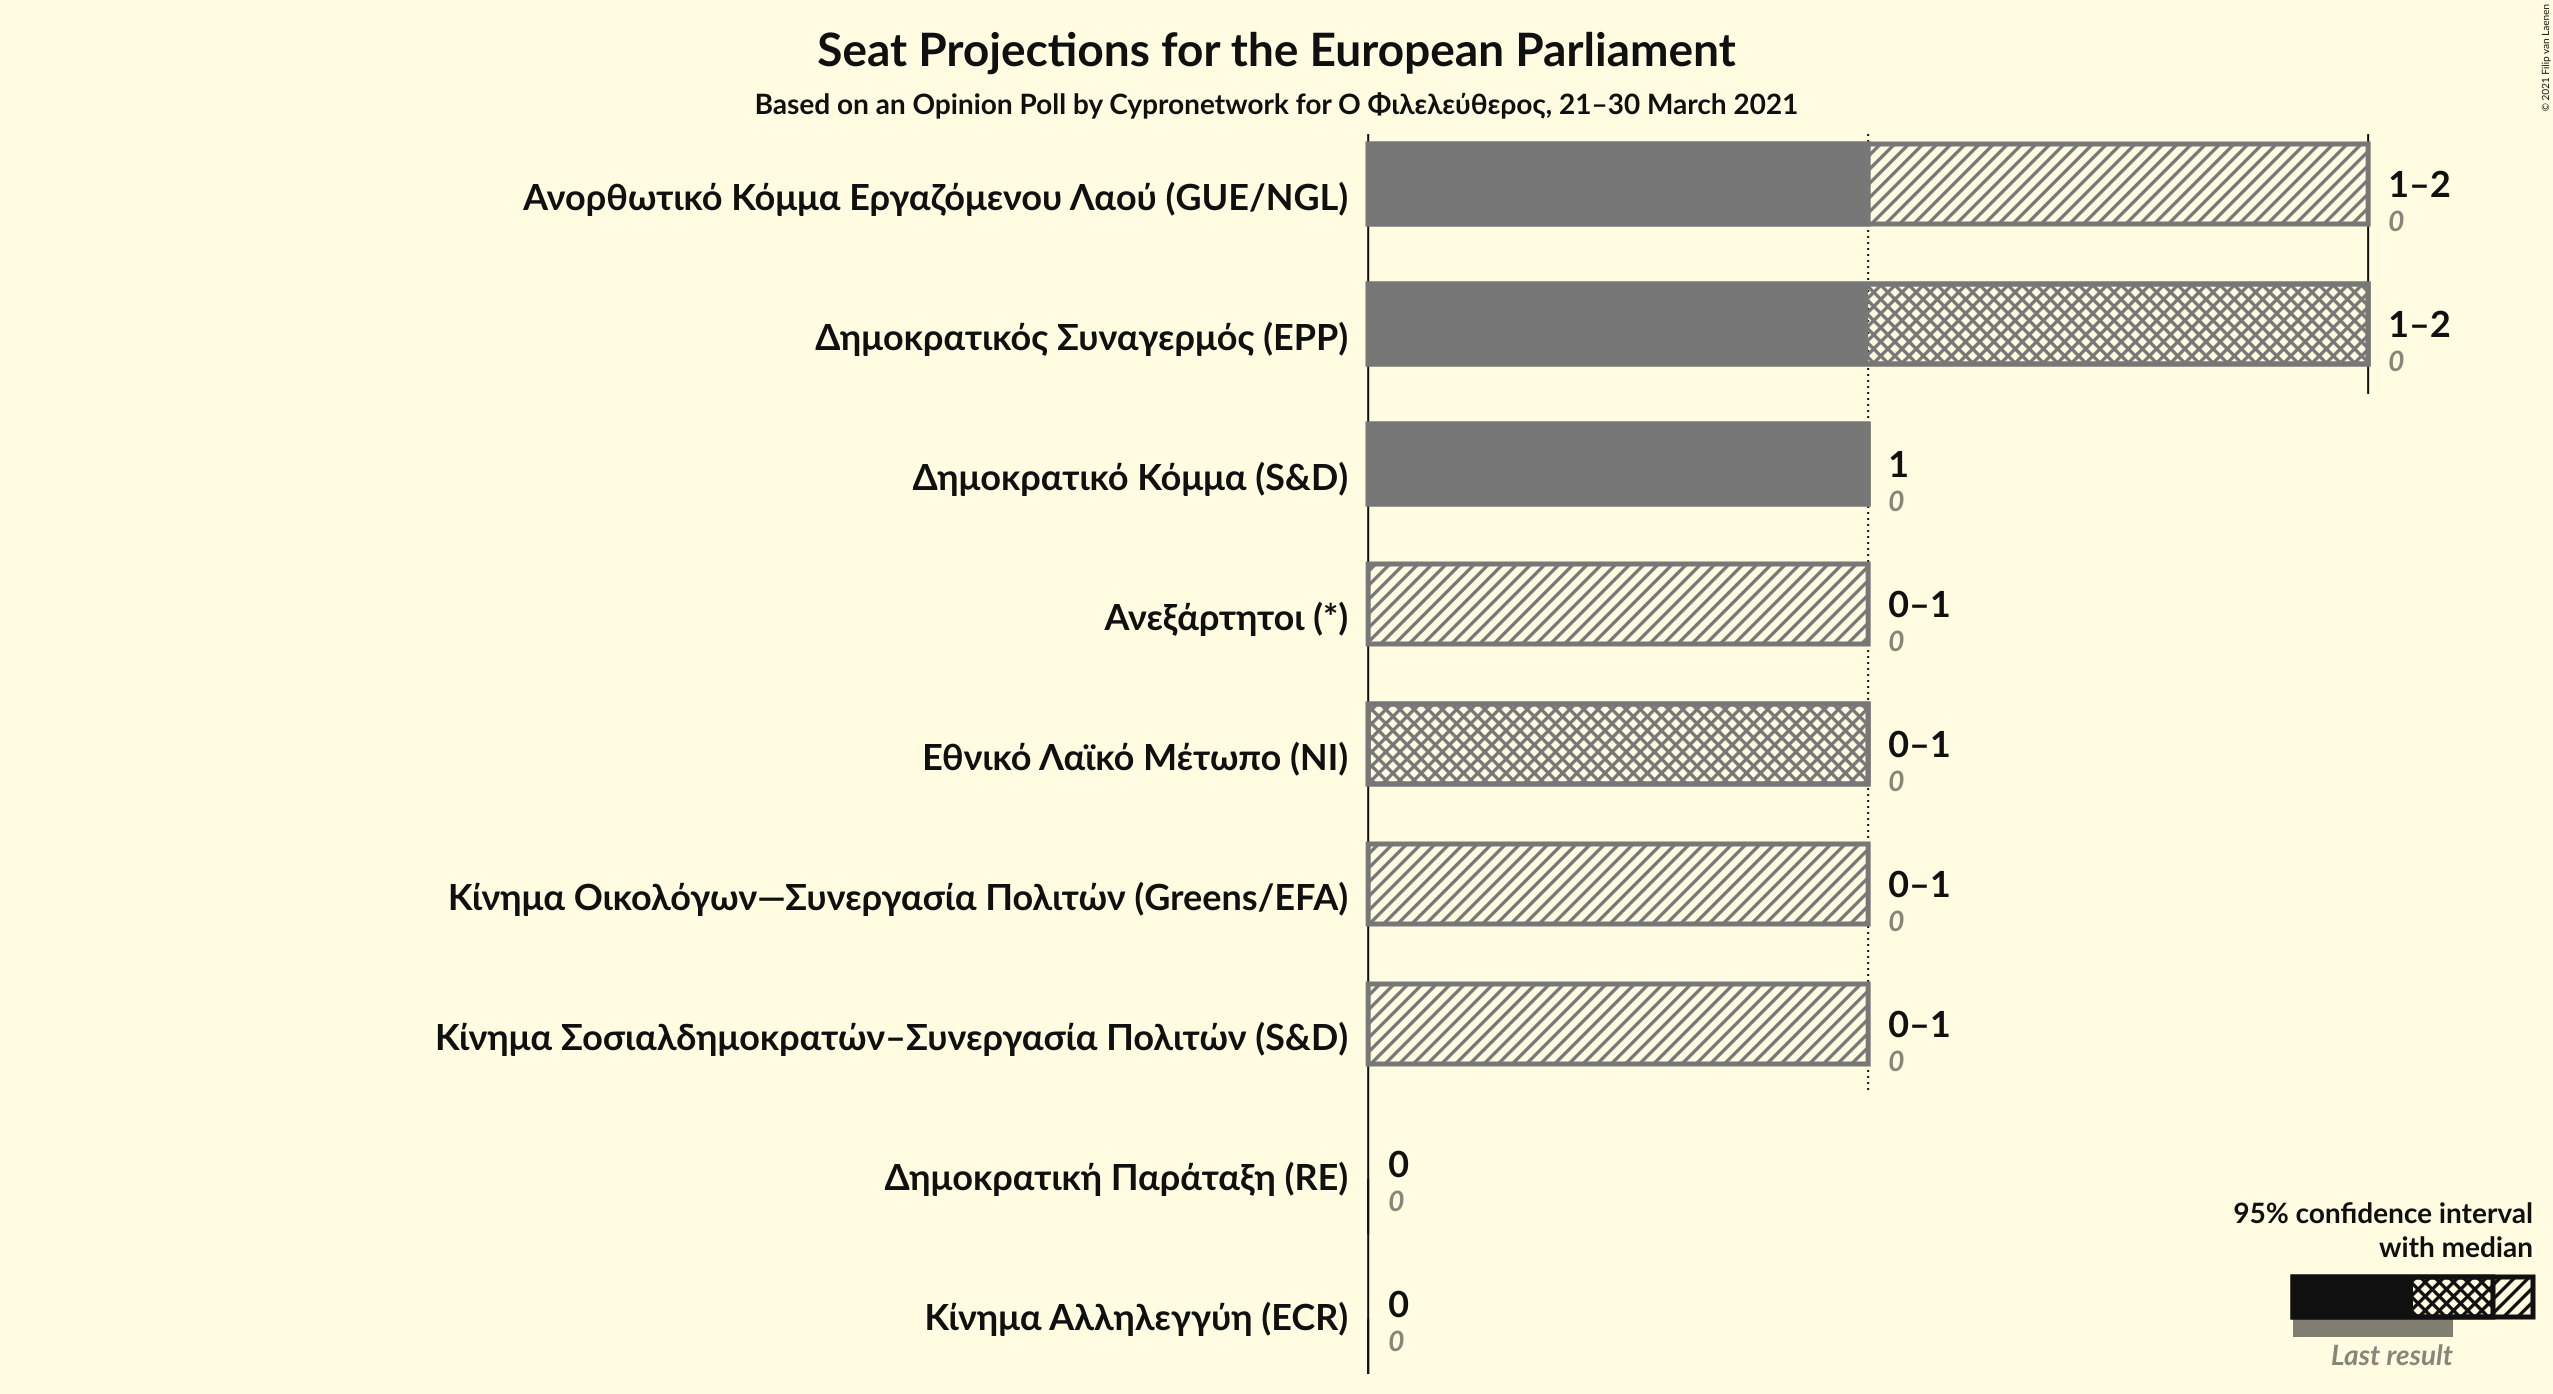 Seat Projections for the European Parliament
Based on an Opinion Poll by Cypronetwork for Ο Φιλελεύθερος, 21–30 March 2021
© 2021 Filip van Laenen
Ανορθωτικό Κόμμα Εργαζόμενου Λαού (GUE/NGL)
1–2
0
Δημοκρατικός Συναγερμός (EPP)
1–2
0
Δημοκρατικό Κόμμα (S&D)
1
0
Ανεξάρτητοι (*)
0–1
0
Εθνικό Λαϊκό Μέτωπο (NI)
0–1
0
Κίνημα Οικολόγων—Συνεργασία Πολιτών (Greens/EFA)
0–1
0
Κίνημα Σοσιαλδημοκρατών–Συνεργασία Πολιτών (S&D)
0–1
0
Δημοκρατική Παράταξη (RE)
0
0
Κίνημα Αλληλεγγύη (ECR)
0
0
95% confidence interval
with median
Last result